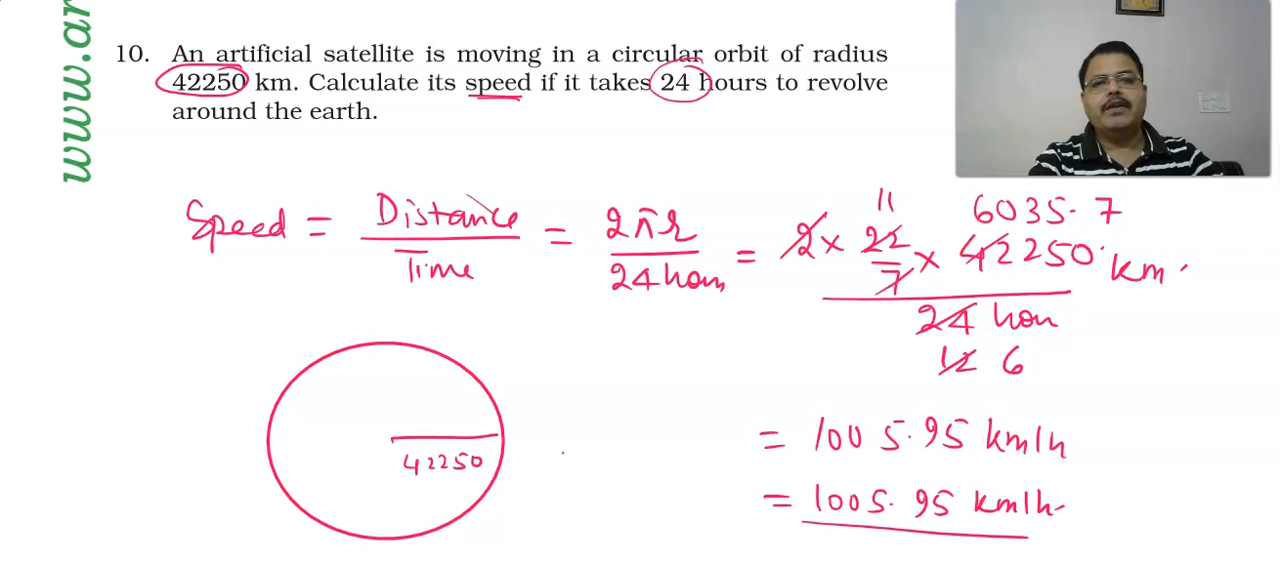 www.ar
10. An artificial satellite is moving in a circular orbit of radius
42250 km. Calculate its speed if it takes 24 hours to revolve
around the earth.
Speed = Distance / Time = 2πr / 24 hou = 2 × 22/7 × 42250 km. / 24 hou
11 6035.7
12 6
= 1005.95 km/h
= 1005.95 km/h
42250